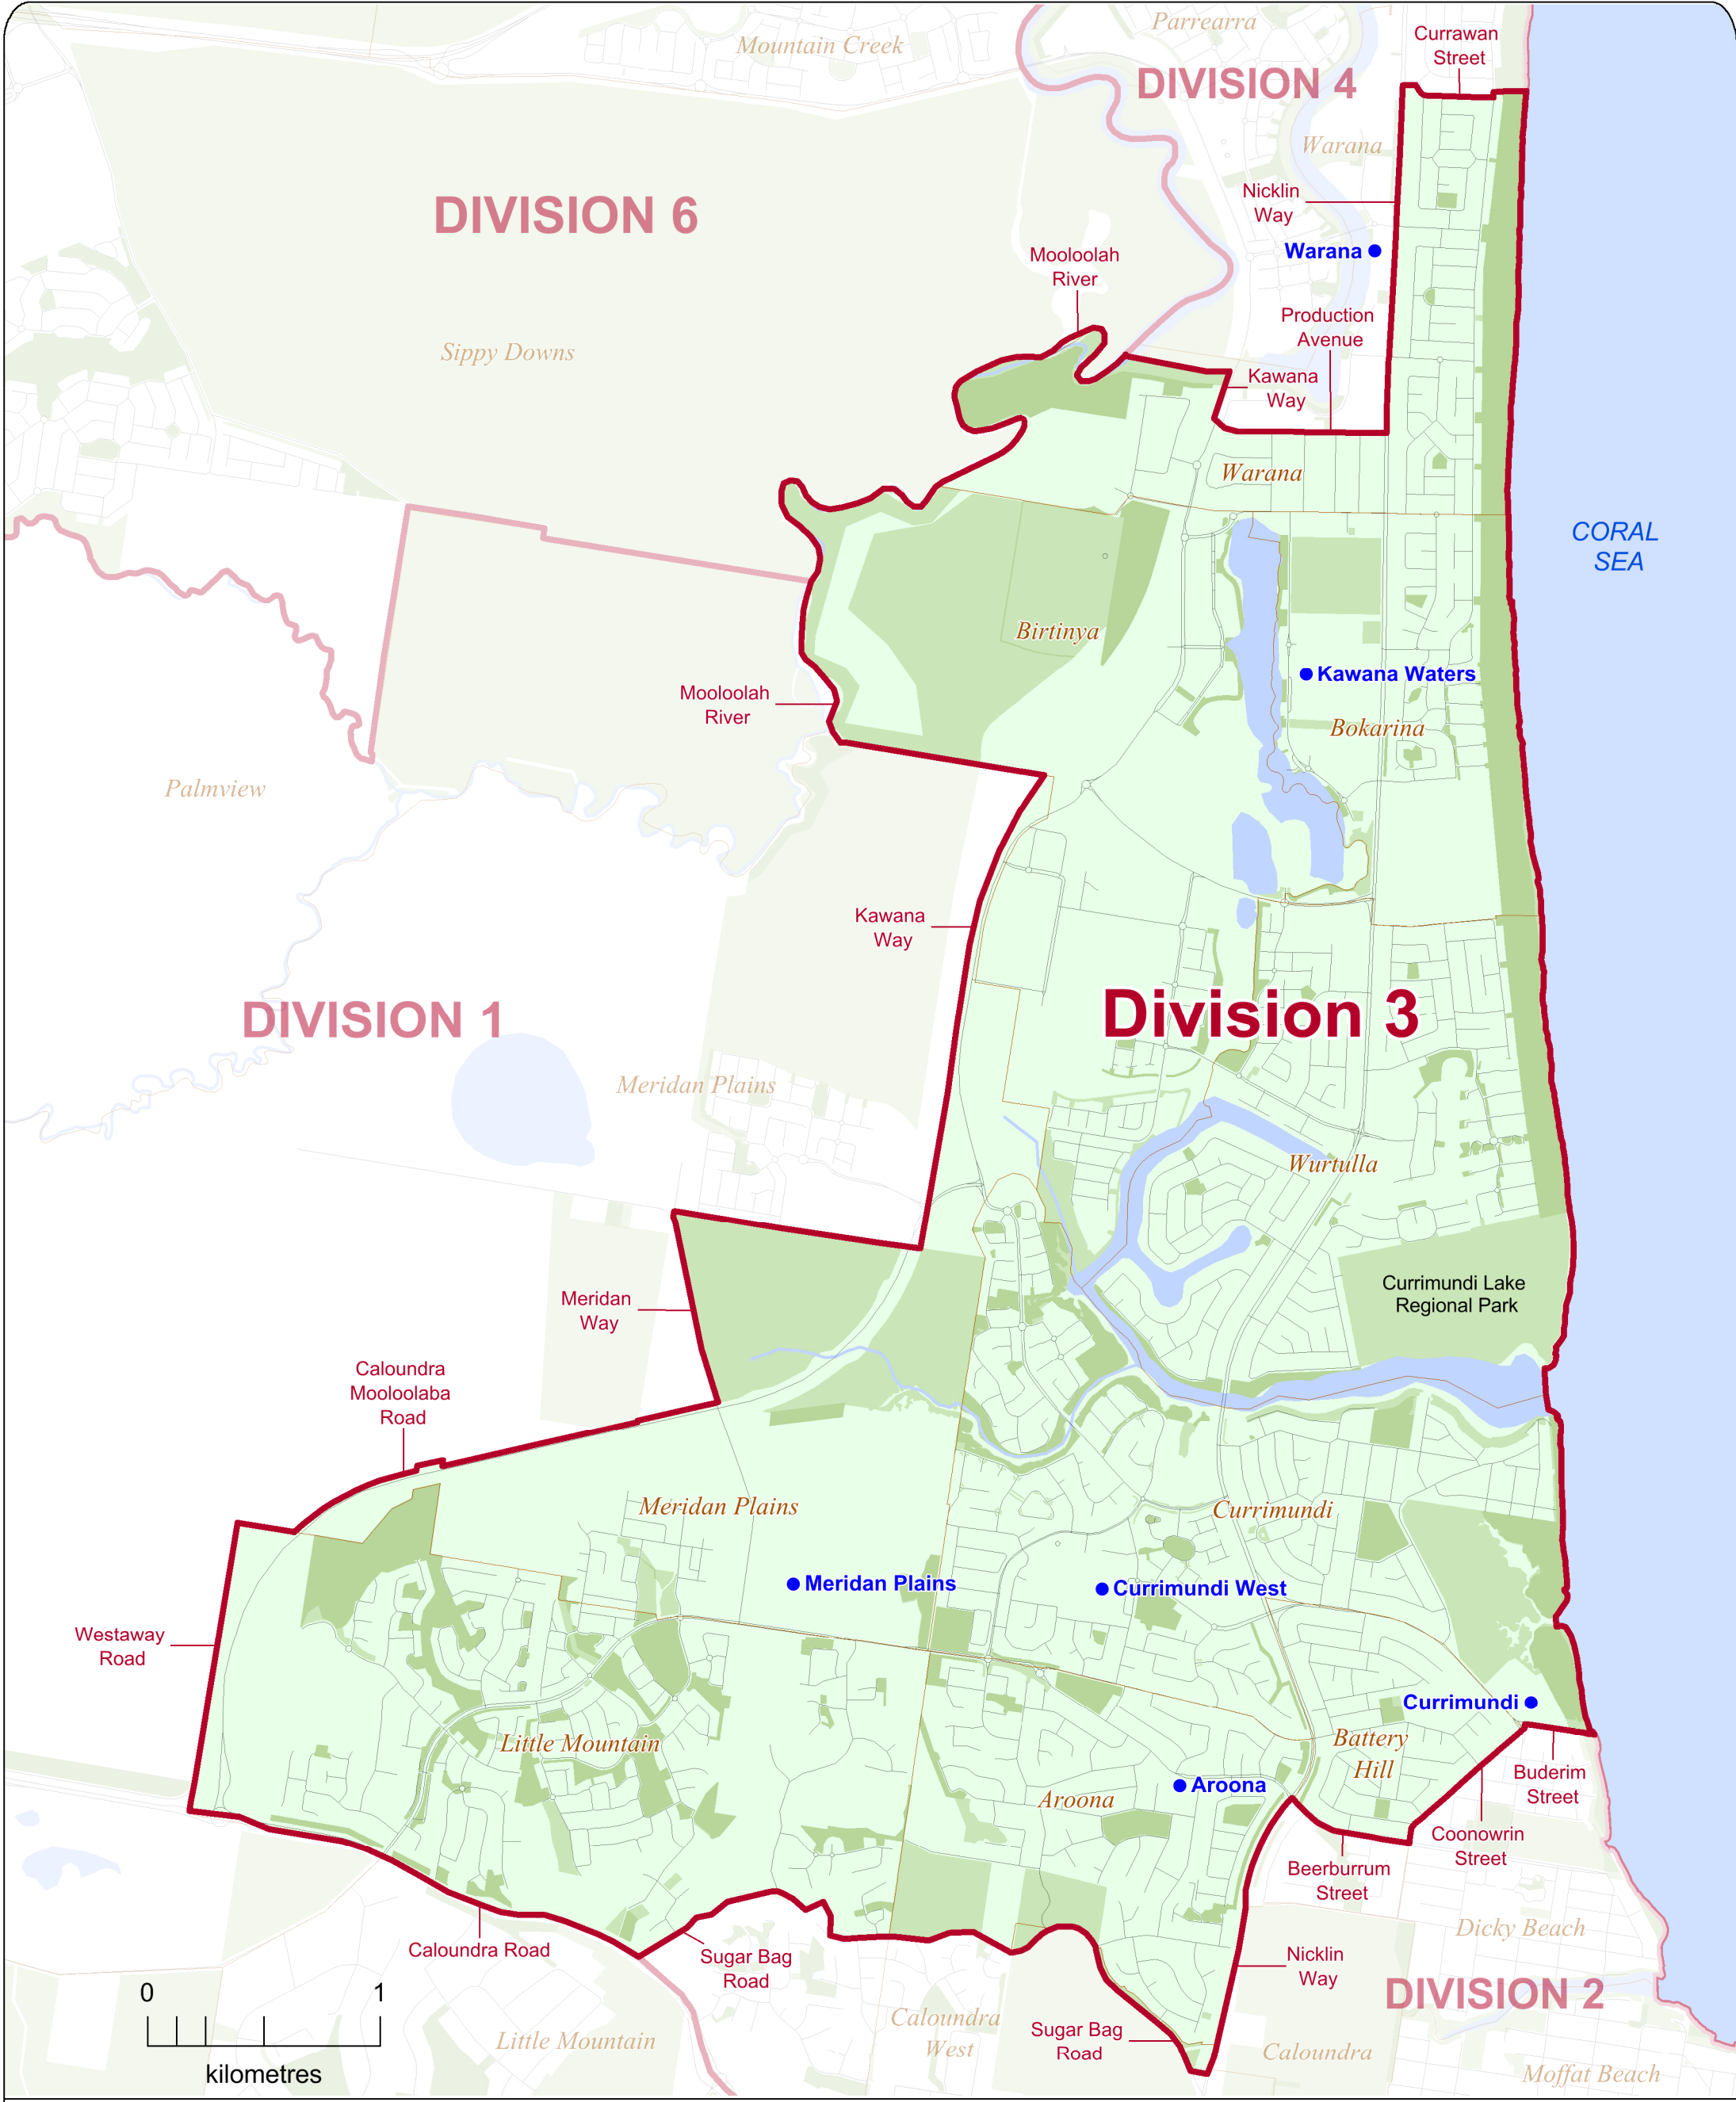 Parrearra
Currawan
Street
Mountain Creek
DIVISION 4
Warana
Nicklin
Way
DIVISION 6
Warana
Mooloolah
River
Production
Avenue
Sippy Downs
Kawana
Way
Warana
CORAL
SEA
Birtinya
Kawana Waters
Mooloolah
River
Bokarina
Palmview
Kawana
Way
Division 3
DIVISION 1
Meridan Plains
Wurtulla
Currimundi Lake
Regional Park
Meridan
Way
Caloundra
Mooloolaba
Road
Meridan Plains
Currimundi
Meridan Plains
Currimundi West
Westaway
Road
Currimundi
Little Mountain
Battery
Hill
Buderim
Street
Aroona
Aroona
Coonowrin
Street
Beerburrum
Street
Dicky Beach
Caloundra Road
Sugar Bag
Road
Nicklin
Way
DIVISION 2
0 1
kilometres
Little Mountain
Caloundra
West
Sugar Bag
Road
Caloundra
Moffat Beach